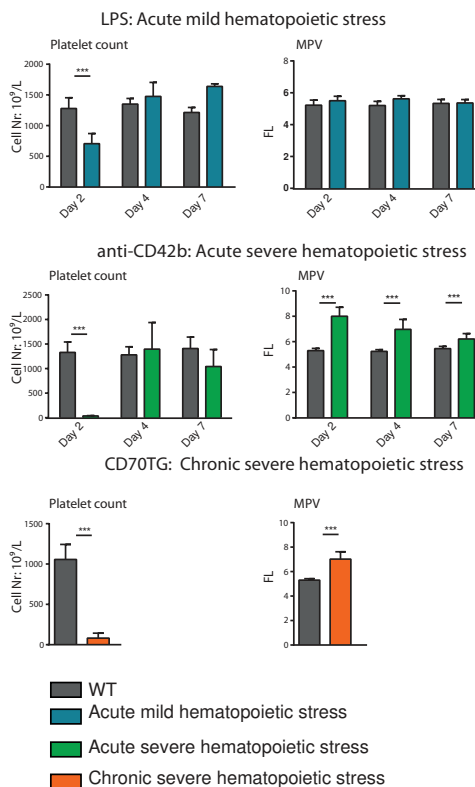 LPS: Acute mild hematopoietic stress
Platelet count
MPV
Cell Nr: 10⁹/L
1500
1000
500
0
***
Day 2
Day 4
Day 7
FL
8
6
4
2
0
Day 2
Day 4
Day 7
anti-CD42b: Acute severe hematopoietic stress
Platelet count
MPV
Cell Nr: 10⁹/L
2500
2000
1500
1000
500
0
***
Day 2
Day 4
Day 7
FL
10
8
6
4
2
0
***
***
***
Day 2
Day 4
Day 7
CD70TG: Chronic severe hematopoietic stress
Platelet count
MPV
Cell Nr: 10⁹/L
1500
1000
500
0
***
FL
10
8
6
4
2
0
***
WT
Acute mild hematopoietic stress
Acute severe hematopoietic stress
Chronic severe hematopoietic stress